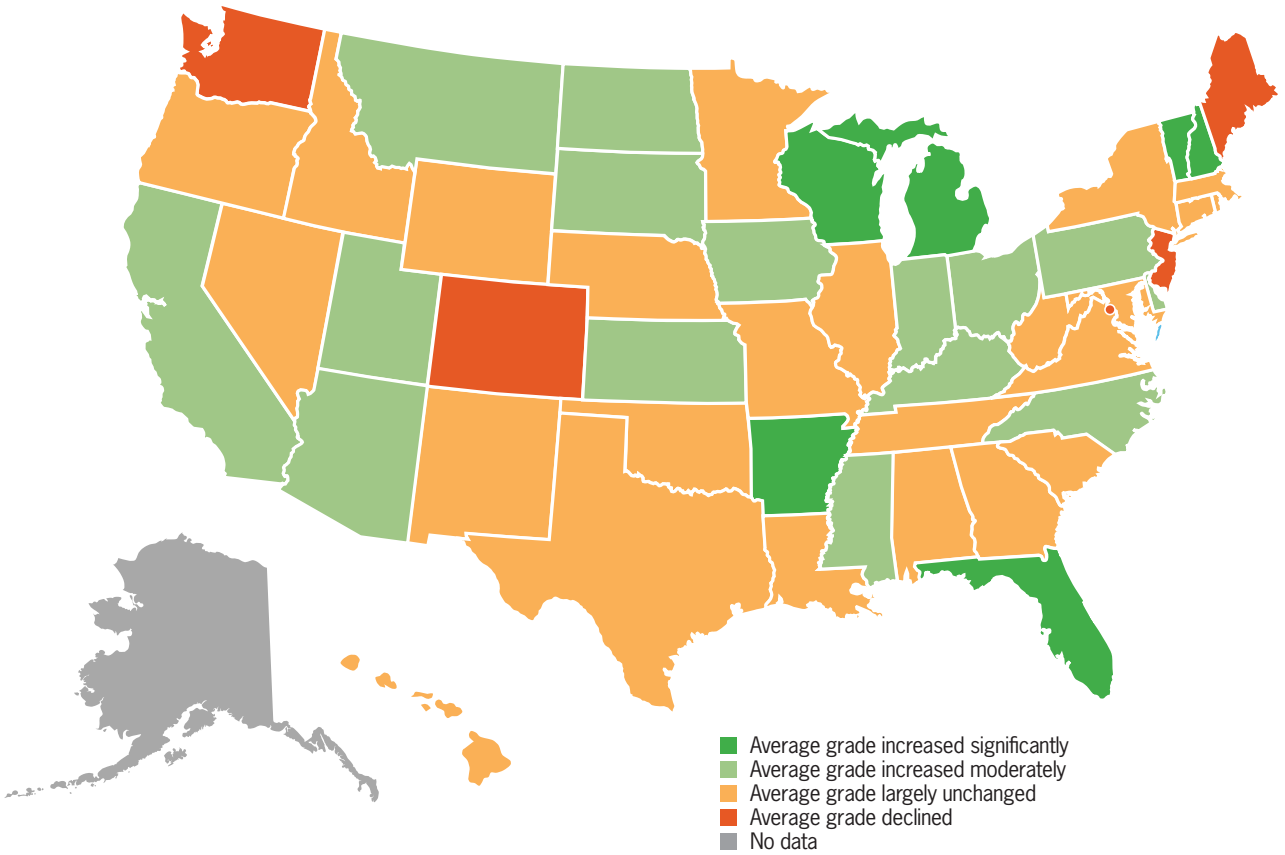 Average grade increased significantly
Average grade increased moderately
Average grade largely unchanged
Average grade declined
No data